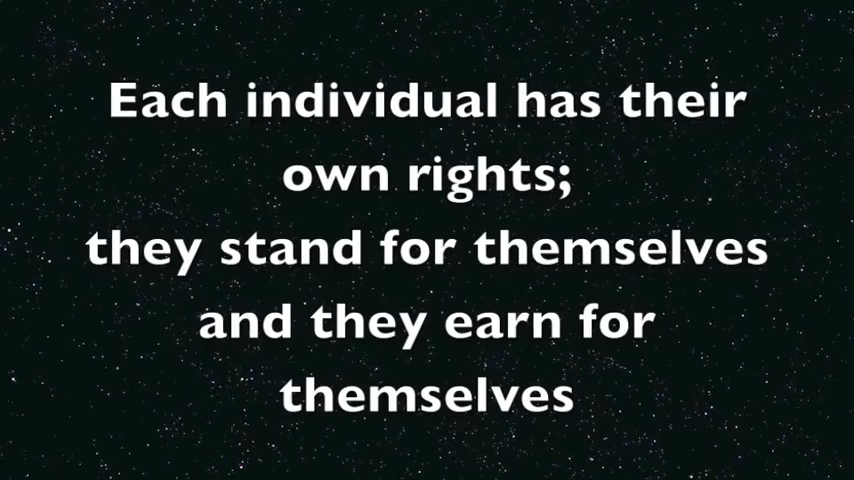 Each individual has their
own rights;
they stand for themselves
and they earn for
themselves